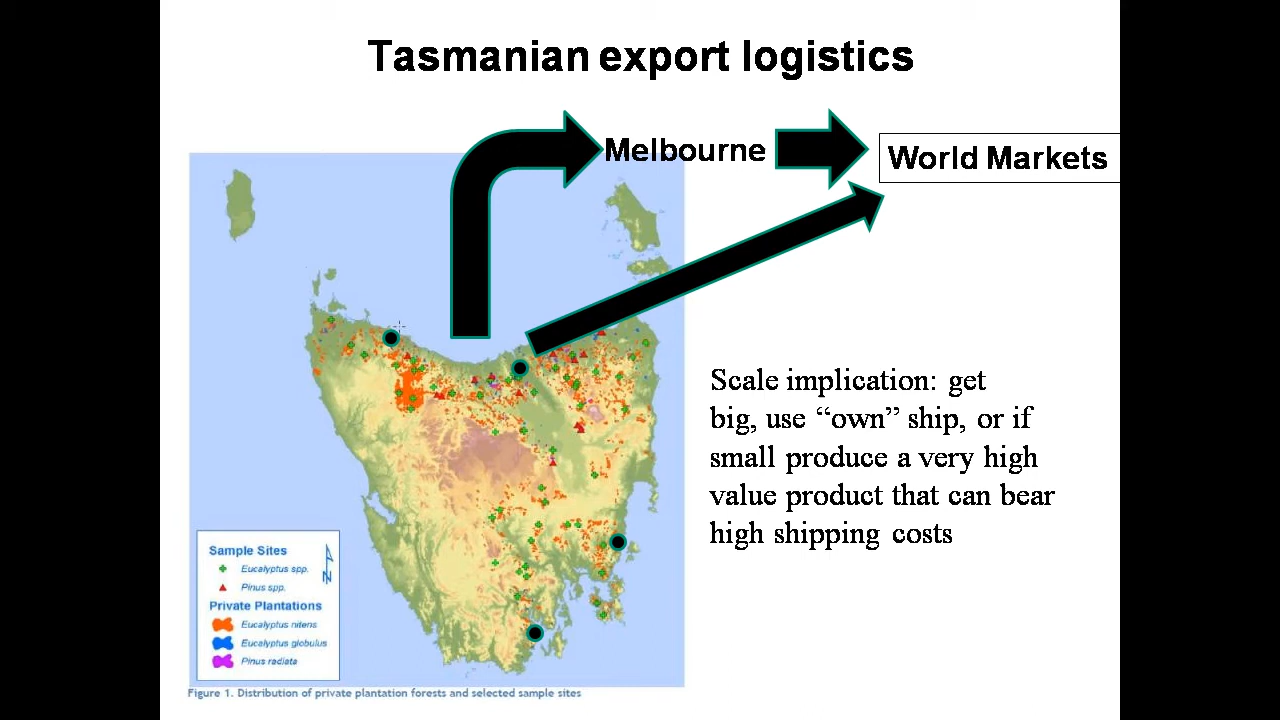 Tasmanian export logistics
Melbourne
World Markets
Scale implication: get
big, use “own” ship, or if
small produce a very high
value product that can bear
high shipping costs
Sample Sites
Eucalyptus spp.
Pinus spp.
N
Private Plantations
Eucalyptus nitens
Eucalyptus globulus
Pinus radiata
Figure 1. Distribution of private plantation forests and selected sample sites